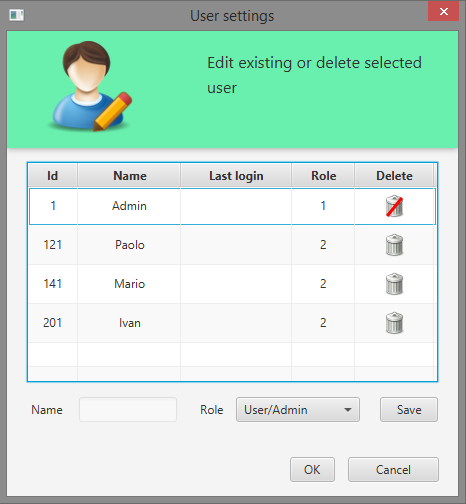 User settings
Edit existing or delete selected
user
Id Name Last login Role Delete
1 Admin 1
121 Paolo 2
141 Mario 2
201 Ivan 2
Name Role User/Admin Save
OK Cancel